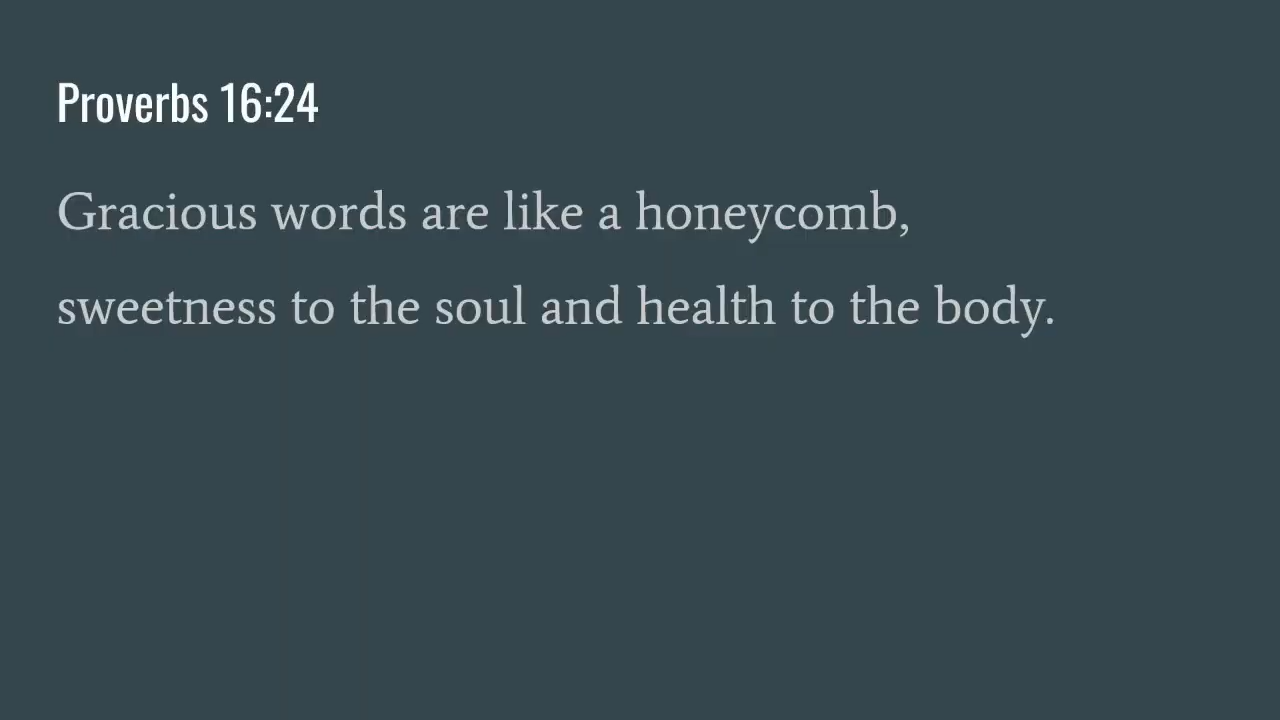 Proverbs 16:24
Gracious words are like a honeycomb,
sweetness to the soul and health to the body.